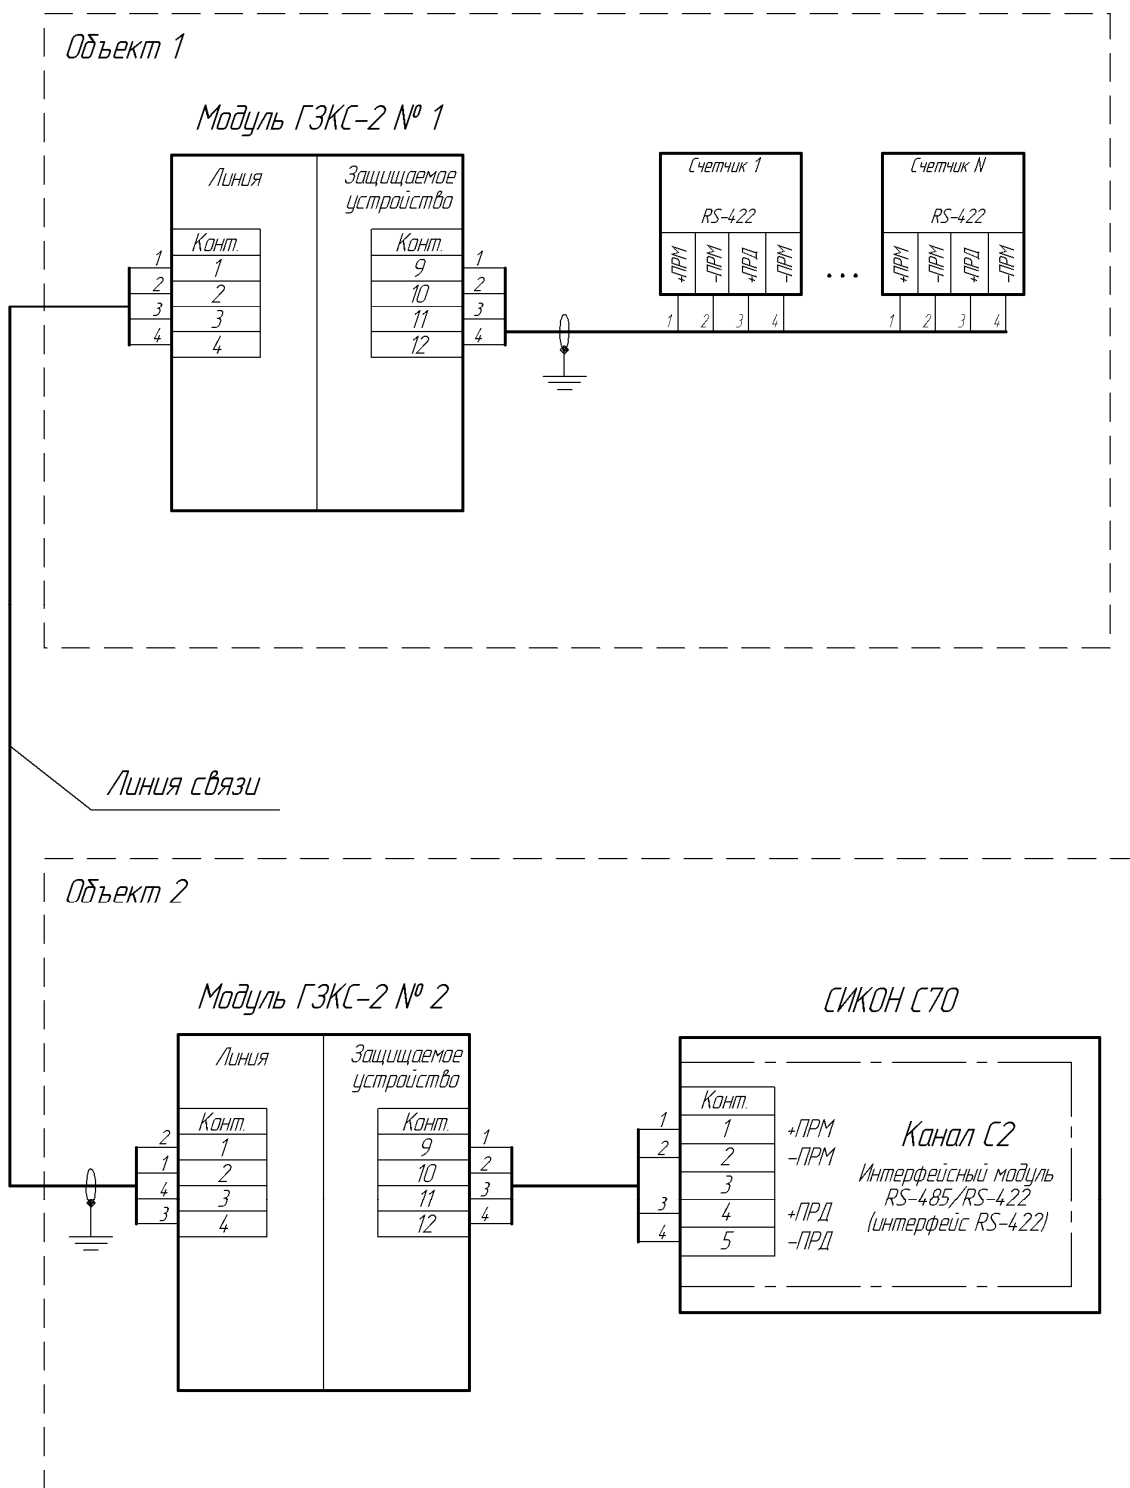 Объект 1
Модуль ГЗКС-2 № 1
Линия
Защищаемое
устройство
Конт.
1
2
3
4
1
2
3
4
Конт.
9
10
11
12
1
2
3
4
Счетчик 1
RS-422
+ПРМ
-ПРМ
+ПРД
-ПРМ
1
2
3
4
...
Счетчик N
RS-422
+ПРМ
-ПРМ
+ПРД
-ПРМ
1
2
3
4
Линия связи
Объект 2
Модуль ГЗКС-2 № 2
Линия
Защищаемое
устройство
Конт.
1
2
3
4
2
1
4
3
Конт.
9
10
11
12
1
2
3
4
СИКОН С70
1
2
3
4
Конт.
1 +ПРМ
2 -ПРМ
3
4 +ПРД
5 -ПРД
Канал С2
Интерфейсный модуль
RS-485/RS-422
(интерфейс RS-422)